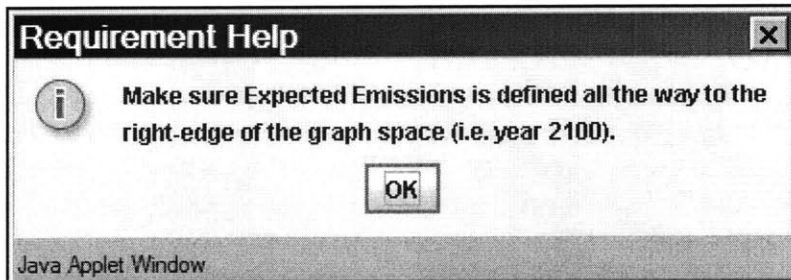 Requirement Help
Make sure Expected Emissions is defined all the way to the
right-edge of the graph space (i.e. year 2100).
OK
Java Applet Window